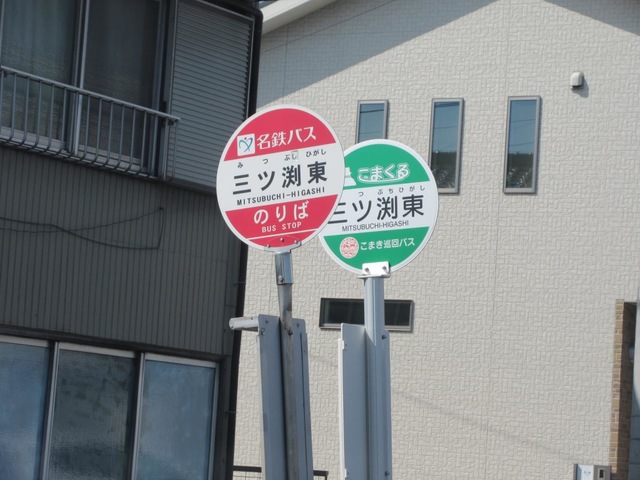 名鉄バス
みつぶしひがし
三ツ渕東
MITSUBUCHI-HIGASHI
のりば
BUS STOP
こまくる
つぶちひがし
三ツ渕東
MITSUBUCHI-HIGASHI
こまき巡回バス